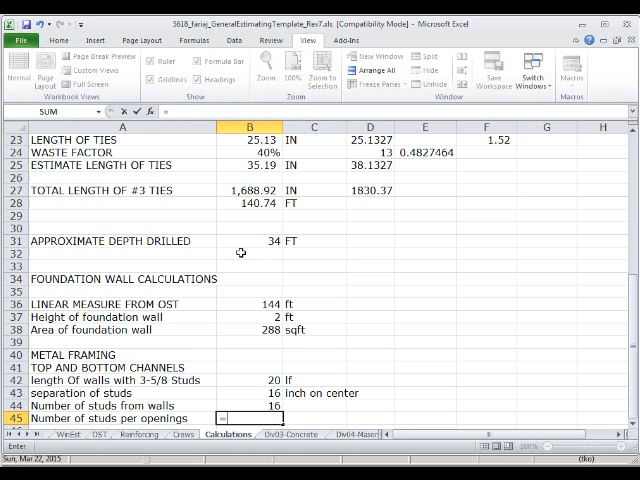 5618_fariaj_GeneralEstimatingTemplate_Rev7.xls [Compatibility Mode] - Microsoft Excel
File Home Insert Page Layout Formulas Data Review View Add-Ins
Normal Page Layout Page Break Preview Custom Views Full Screen
Workbook Views
Ruler Formula Bar Gridlines Headings
Show
Zoom 100% Zoom to Selection
Zoom
New Window Arrange All Freeze Panes Split Hide Unhide
Save Workspace Switch Windows
Window
Macros
Macros
SUM =
A B C D E F G H
23 LENGTH OF TIES 25.13 IN 25.1327 1.52
24 WASTE FACTOR 40% 13 0.4827464
25 ESTIMATE LENGTH OF TIES 35.19 IN 38.1327
26
27 TOTAL LENGTH OF #3 TIES 1,688.92 IN 1830.37
28 140.74 FT
29
30
31 APPROXIMATE DEPTH DRILLED 34 FT
32
33
34 FOUNDATION WALL CALCULATIONS
35
36 LINEAR MEASURE FROM OST 144 ft
37 Height of foundation wall 2 ft
38 Area of foundation wall 288 sqft
39
40 METAL FRAMING
41 TOP AND BOTTOM CHANNELS
42 length Of walls with 3-5/8 Studs 20 lf
43 separation of studs 16 inch on center
44 Number of studs from walls 16
45 Number of studs per openings =
WinEst OST Reinforcing Crews Calculations Div03-Concrete Div04-Mason
Enter 100%
Sun, Mar 22, 2015 (tko)